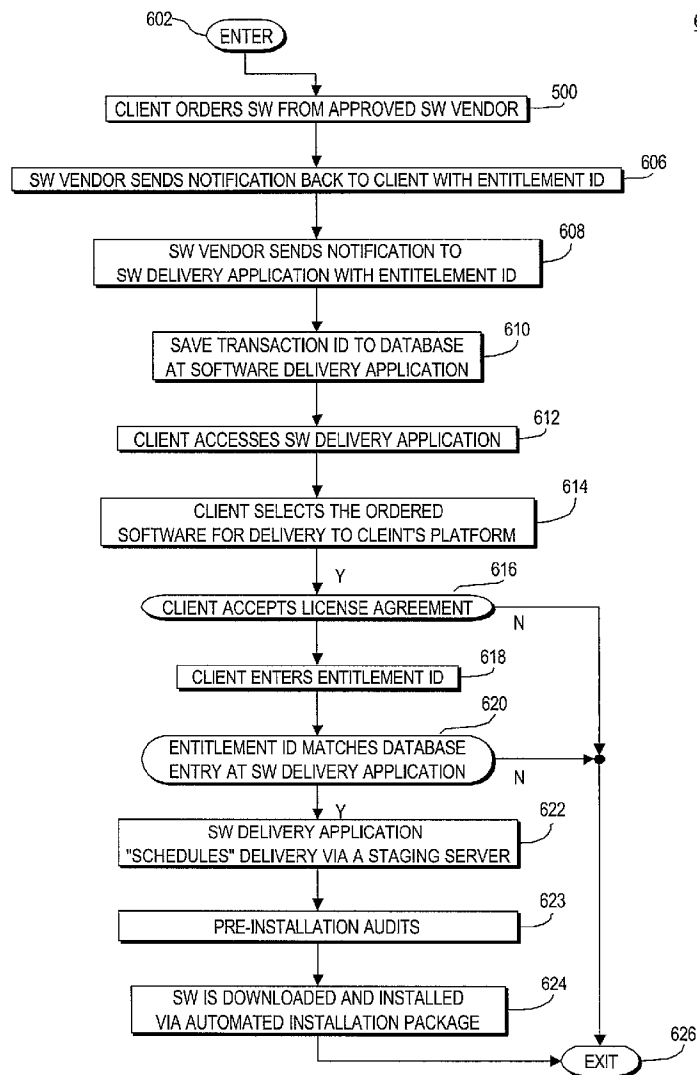 602
ENTER
6
CLIENT ORDERS SW FROM APPROVED SW VENDOR
500
SW VENDOR SENDS NOTIFICATION BACK TO CLIENT WITH ENTITLEMENT ID
606
SW VENDOR SENDS NOTIFICATION TO
SW DELIVERY APPLICATION WITH ENTITELEMENT ID
608
SAVE TRANSACTION ID TO DATABASE
AT SOFTWARE DELIVERY APPLICATION
610
CLIENT ACCESSES SW DELIVERY APPLICATION
612
CLIENT SELECTS THE ORDERED
SOFTWARE FOR DELIVERY TO CLEINT'S PLATFORM
614
Y
616
CLIENT ACCEPTS LICENSE AGREEMENT
N
CLIENT ENTERS ENTITLEMENT ID
618
620
ENTITLEMENT ID MATCHES DATABASE
ENTRY AT SW DELIVERY APPLICATION
N
Y
SW DELIVERY APPLICATION
"SCHEDULES" DELIVERY VIA A STAGING SERVER
622
PRE-INSTALLATION AUDITS
623
SW IS DOWNLOADED AND INSTALLED
VIA AUTOMATED INSTALLATION PACKAGE
624
EXIT
626